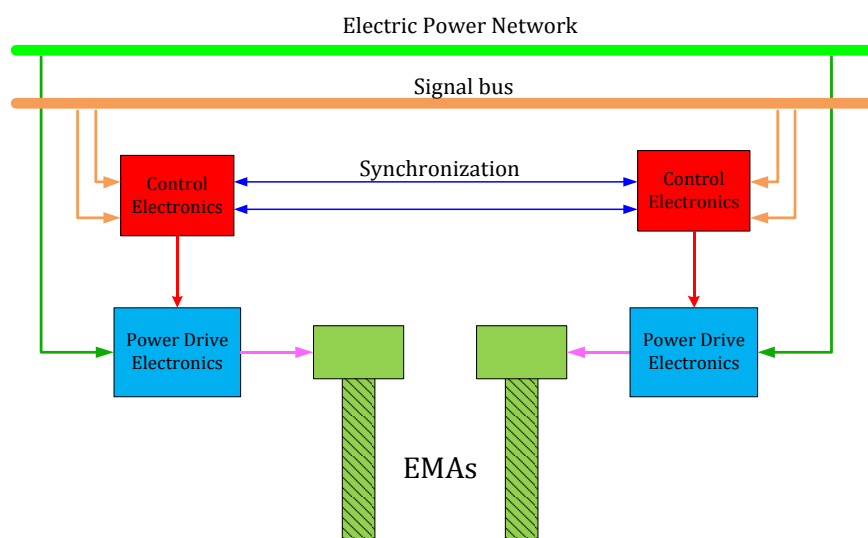 Electric Power Network
Signal bus
Synchronization
Control
Electronics
Control
Electronics
Power Drive
Electronics
Power Drive
Electronics
EMAs